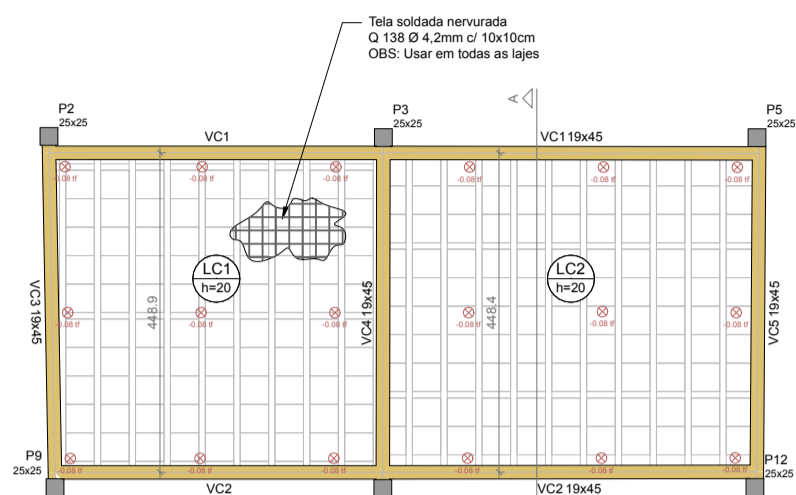 Tela soldada nervurada
Q 138 Ø 4,2mm c/ 10x10cm
OBS: Usar em todas as lajes
A
P2
25x25
VC1
P3
25x25
VC1 19x45
P5
25x25
-0.08 tf
-0.08 tf
-0.08 tf
-0.08 tf
-0.08 tf
-0.08 tf
LC1
h=20
LC2
h=20
VC3 19x45
448.9
VC4 19x45
448.4
VC5 19x45
-0.08 tf
-0.08 tf
-0.08 tf
-0.08 tf
-0.08 tf
-0.08 tf
P9
25x25
-0.08 tf
-0.08 tf
-0.08 tf
-0.08 tf
-0.08 tf
-0.08 tf
P12
25x25
VC2
VC2 19x45